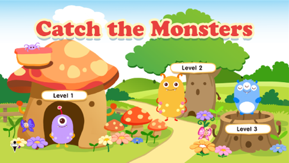 Catch the Monsters
Level 2
Level 1
Level 3